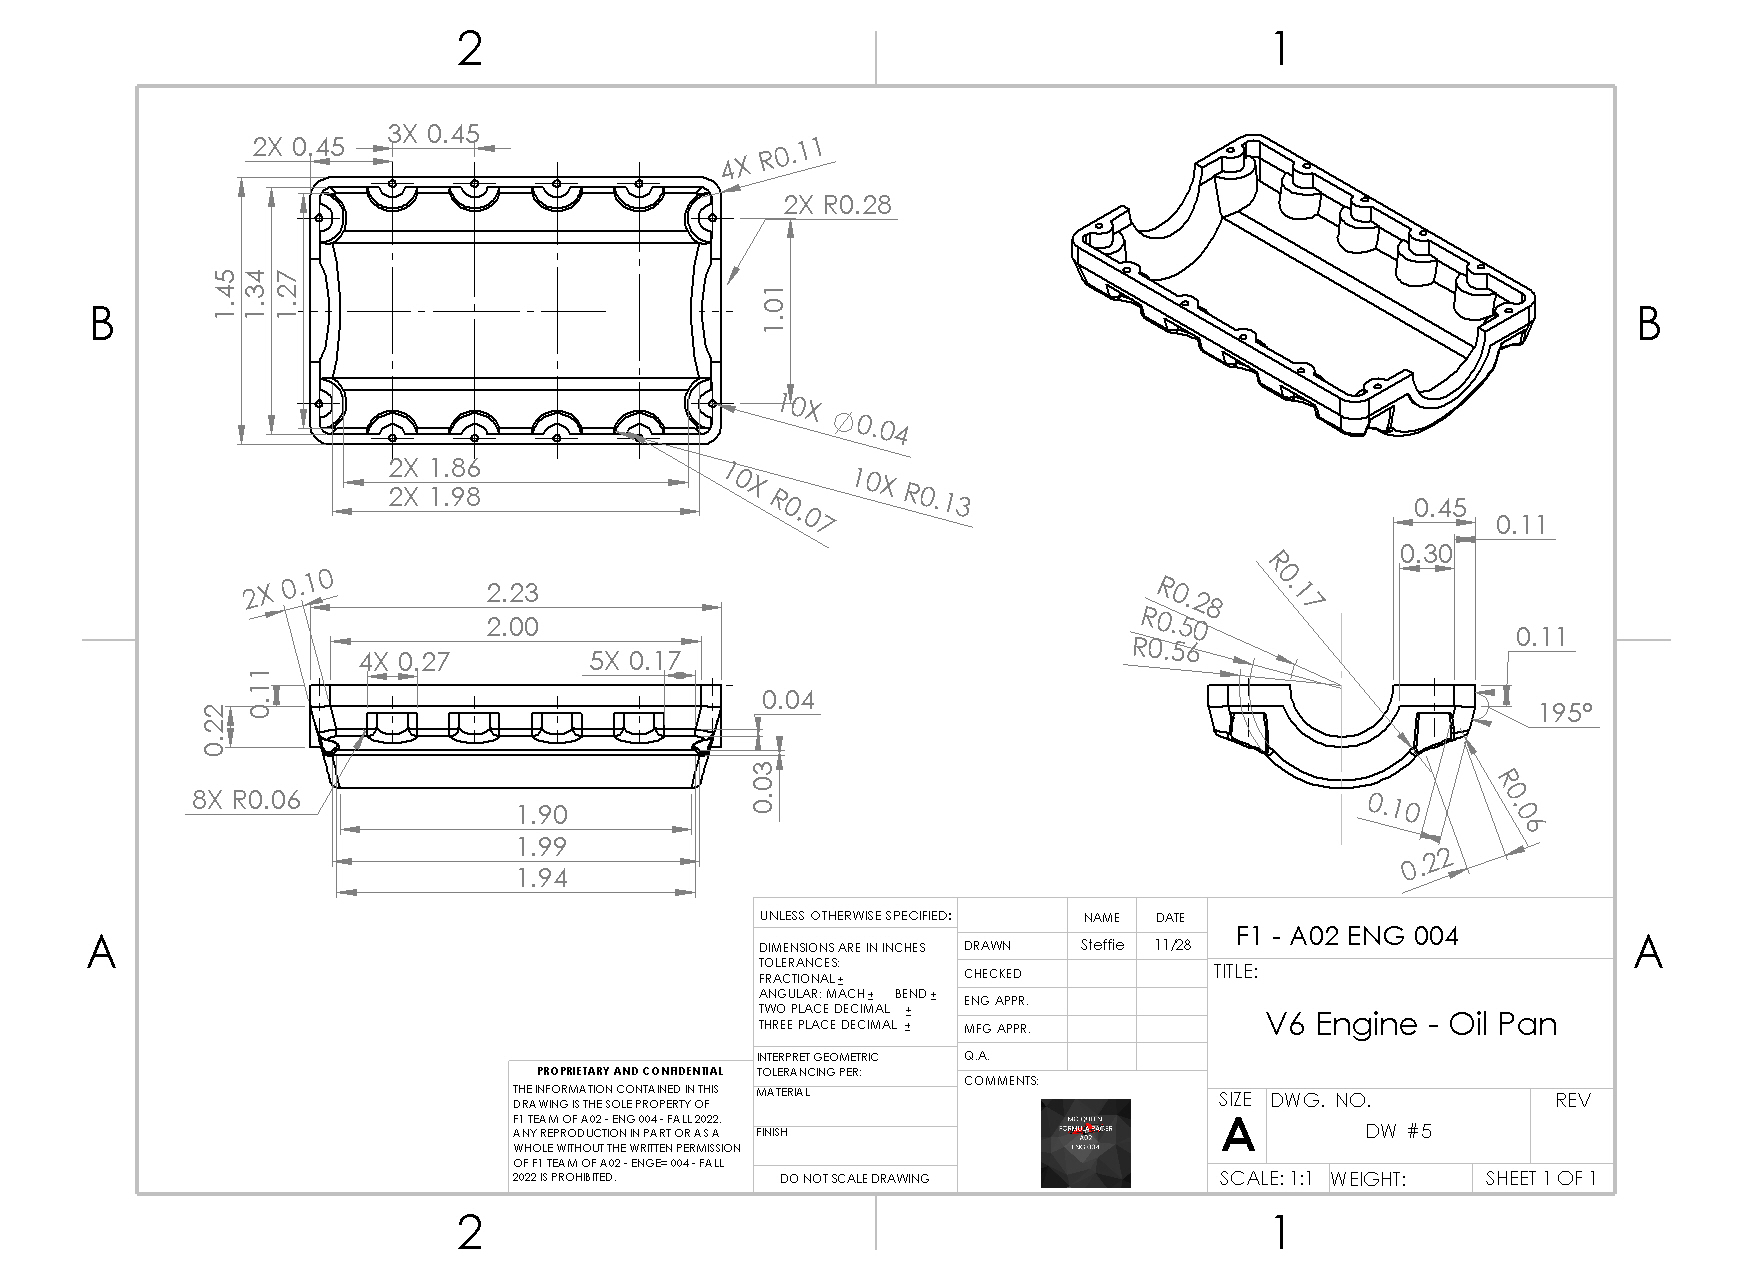 2
1
B
B
A
A
2
1
2X 0.45
3X 0.45
4X R0.11
2X R0.28
1.45
1.34
1.27
1.01
10X ∅0.04
10X R0.13
10X R0.07
2X 1.86
2X 1.98
2X 0.10
2.23
2.00
4X 0.27
5X 0.17
0.11
0.22
0.04
0.03
8X R0.06
1.90
1.99
1.94
0.45
0.11
0.30
R0.17
R0.28
R0.50
R0.56
0.11
195°
R0.06
0.10
0.22
PROPRIETARY AND CONFIDENTIAL
THE INFORMATION CONTAINED IN THIS
DRAWING IS THE SOLE PROPERTY OF
F1 TEAM OF A02 - ENG 004 - FALL 2022.
ANY REPRODUCTION IN PART OR AS A
WHOLE WITHOUT THE WRITTEN PERMISSION
OF F1 TEAM OF A02 - ENGE= 004 - FALL
2022 IS PROHIBITED.
UNLESS OTHERWISE SPECIFIED:
DIMENSIONS ARE IN INCHES
TOLERANCES:
FRACTIONAL ±
ANGULAR: MACH ± BEND ±
TWO PLACE DECIMAL ±
THREE PLACE DECIMAL ±
INTERPRET GEOMETRIC
TOLERANCING PER:
MATERIAL
FINISH
DO NOT SCALE DRAWING
NAME DATE
DRAWN Steffie 11/28
CHECKED
ENG APPR.
MFG APPR.
Q.A.
COMMENTS:
FORMULA RACER
A02
ENG 004
F1 - A02 ENG 004
TITLE:
V6 Engine - Oil Pan
SIZE DWG. NO. REV
A DW #5
SCALE: 1:1 WEIGHT: SHEET 1 OF 1